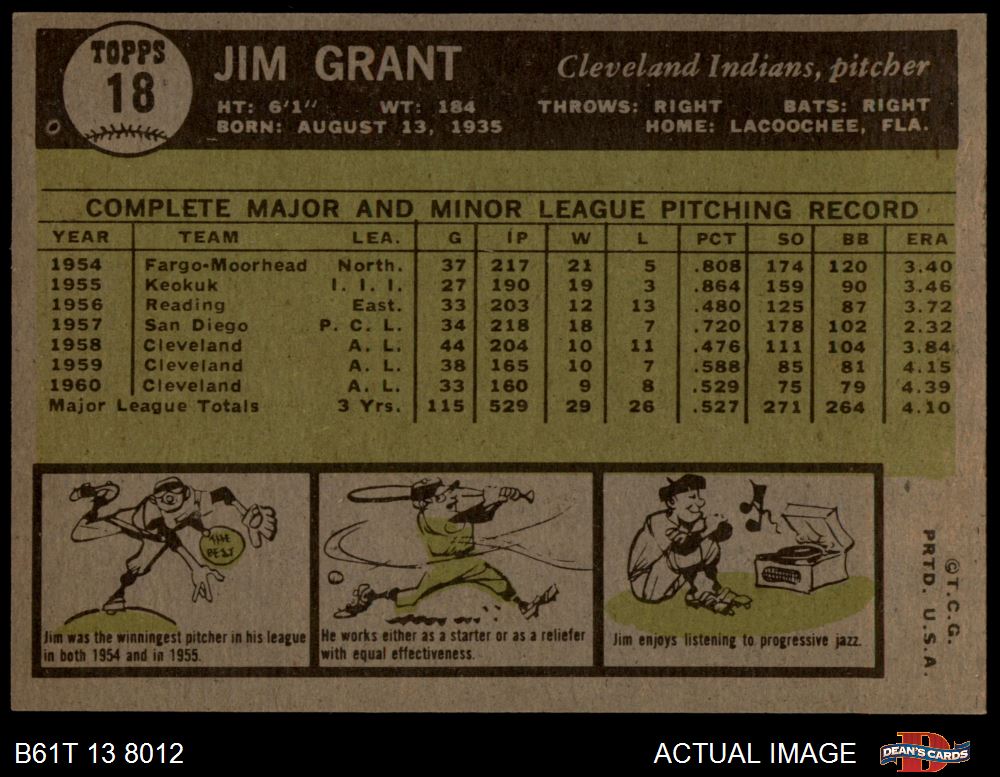 TOPPS
18
JIM GRANT
Cleveland Indians, pitcher
HT: 6'1" WT: 184 THROWS: RIGHT BATS: RIGHT
BORN: AUGUST 13, 1935 HOME: LACOOCHEE, FLA.
COMPLETE MAJOR AND MINOR LEAGUE PITCHING RECORD
YEAR TEAM LEA. G IP W L PCT SO BB ERA
1954 Fargo-Moorhead North. 37 217 21 5 .808 174 120 3.40
1955 Keokuk I. I. I. 27 190 19 3 .864 159 90 3.46
1956 Reading East. 33 203 12 13 .480 125 87 3.72
1957 San Diego P. C. L. 34 218 18 7 .720 178 102 2.32
1958 Cleveland A. L. 44 204 10 11 .476 111 104 3.84
1959 Cleveland A. L. 38 165 10 7 .588 85 81 4.15
1960 Cleveland A. L. 33 160 9 8 .529 75 79 4.39
Major League Totals 3 Yrs. 115 529 29 26 .527 271 264 4.10
THE
BEST
Jim was the winningest pitcher in his league
in both 1954 and in 1955.
He works either as a starter or as a reliefer
with equal effectiveness.
Jim enjoys listening to progressive jazz.
©T.C.G.
PRTD. U.S.A.
B61T 13 8012
ACTUAL IMAGE
D
DEAN'S CARDS